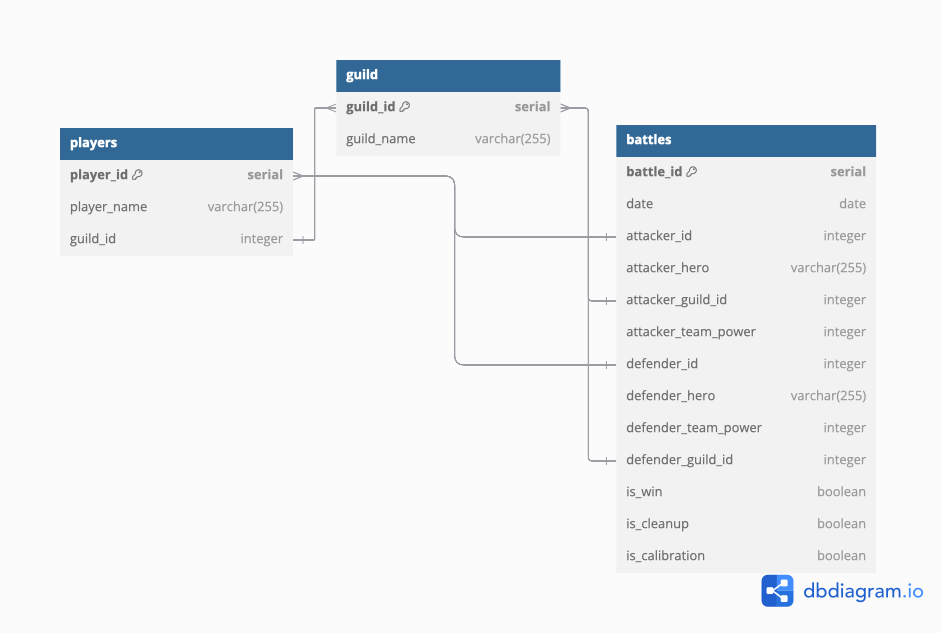 guild
guild_id serial
guild_name varchar(255)
players
player_id serial
player_name varchar(255)
guild_id integer
battles
battle_id serial
date date
attacker_id integer
attacker_hero varchar(255)
attacker_guild_id integer
attacker_team_power integer
defender_id integer
defender_hero varchar(255)
defender_team_power integer
defender_guild_id integer
is_win boolean
is_cleanup boolean
is_calibration boolean
dbdiagram.io